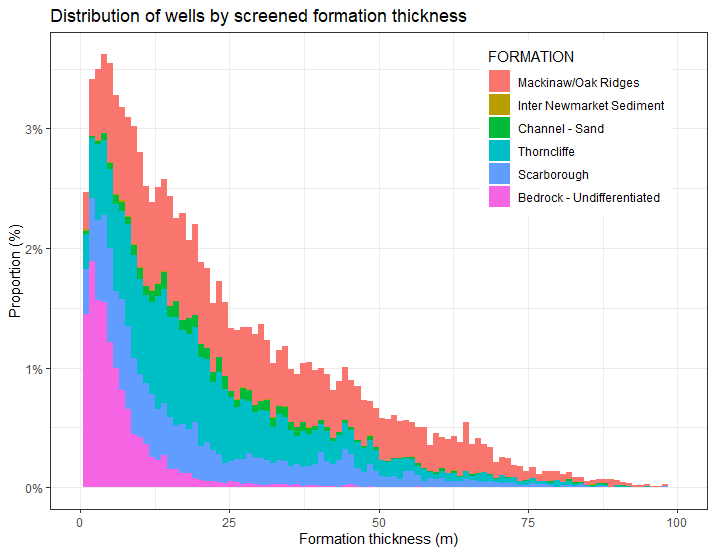 Distribution of wells by screened formation thickness
FORMATION
Mackinaw/Oak Ridges
Inter Newmarket Sediment
Channel - Sand
Thorncliffe
Scarborough
Bedrock - Undifferentiated
Proportion (%)
3%
2%
1%
0%
0 25 50 75 100
Formation thickness (m)